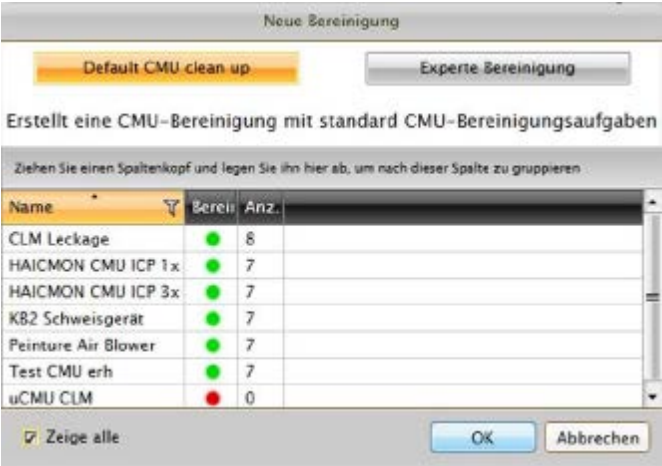 Neue Bereinigung
Default CMU clean up Experte Bereinigung
Erstellt eine CMU-Bereinigung mit standard CMU-Bereinigungsaufgaben
Ziehen Sie einen Spaltenkopf und legen Sie ihn hier ab, um nach dieser Spalte zu gruppieren
Name Berei Anz.
CLM Leckage 8
HAICMON CMU ICP 1x 7
HAICMON CMU ICP 3x 7
KB2 Schweisgerät 7
Peinture Air Blower 7
Test CMU erh 7
uCMU CLM 0
Zeige alle OK Abbrechen